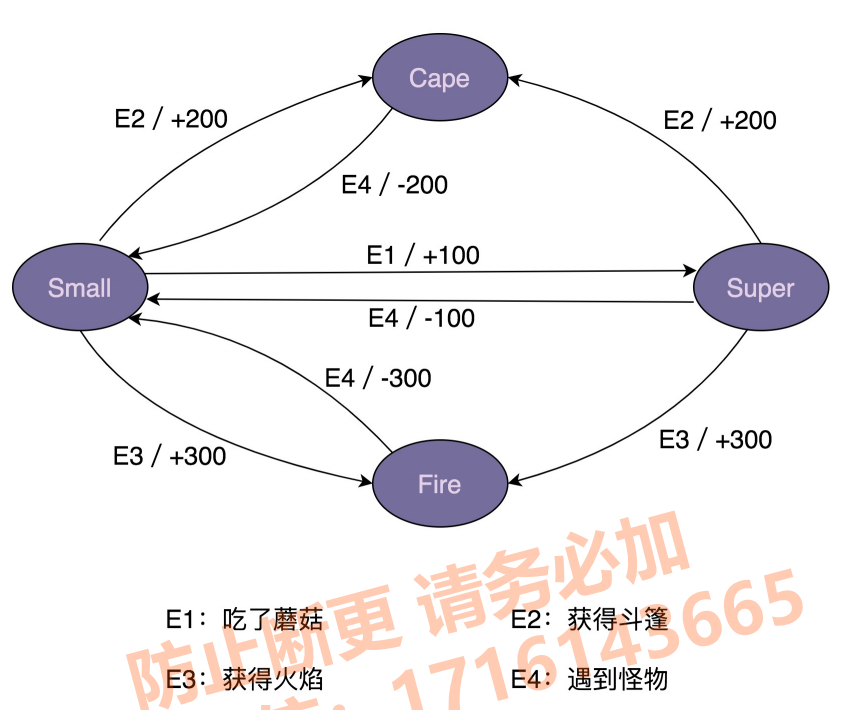 Cape
E2 / +200
E2 / +200
E4 / -200
E1 / +100
Small
Super
E4 / -100
E4 / -300
E3 / +300
E3 / +300
Fire
防止断更 请务必加
E1：吃了蘑菇
E2：获得斗篷
1716143665
E3：获得火焰
E4：遇到怪物